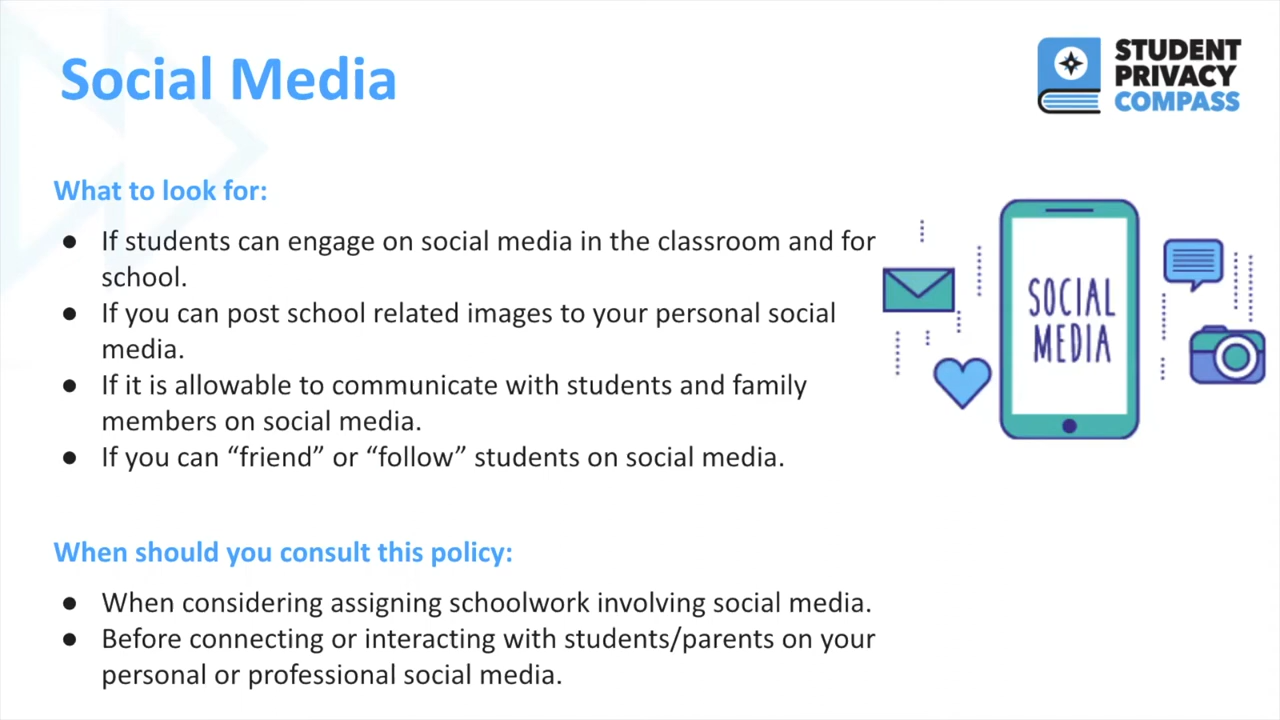 Social Media
STUDENT
PRIVACY
COMPASS
What to look for:
● If students can engage on social media in the classroom and for
school.
● If you can post school related images to your personal social
media.
● If it is allowable to communicate with students and family
members on social media.
● If you can “friend” or “follow” students on social media.
SOCIAL
MEDIA
When should you consult this policy:
● When considering assigning schoolwork involving social media.
● Before connecting or interacting with students/parents on your
personal or professional social media.